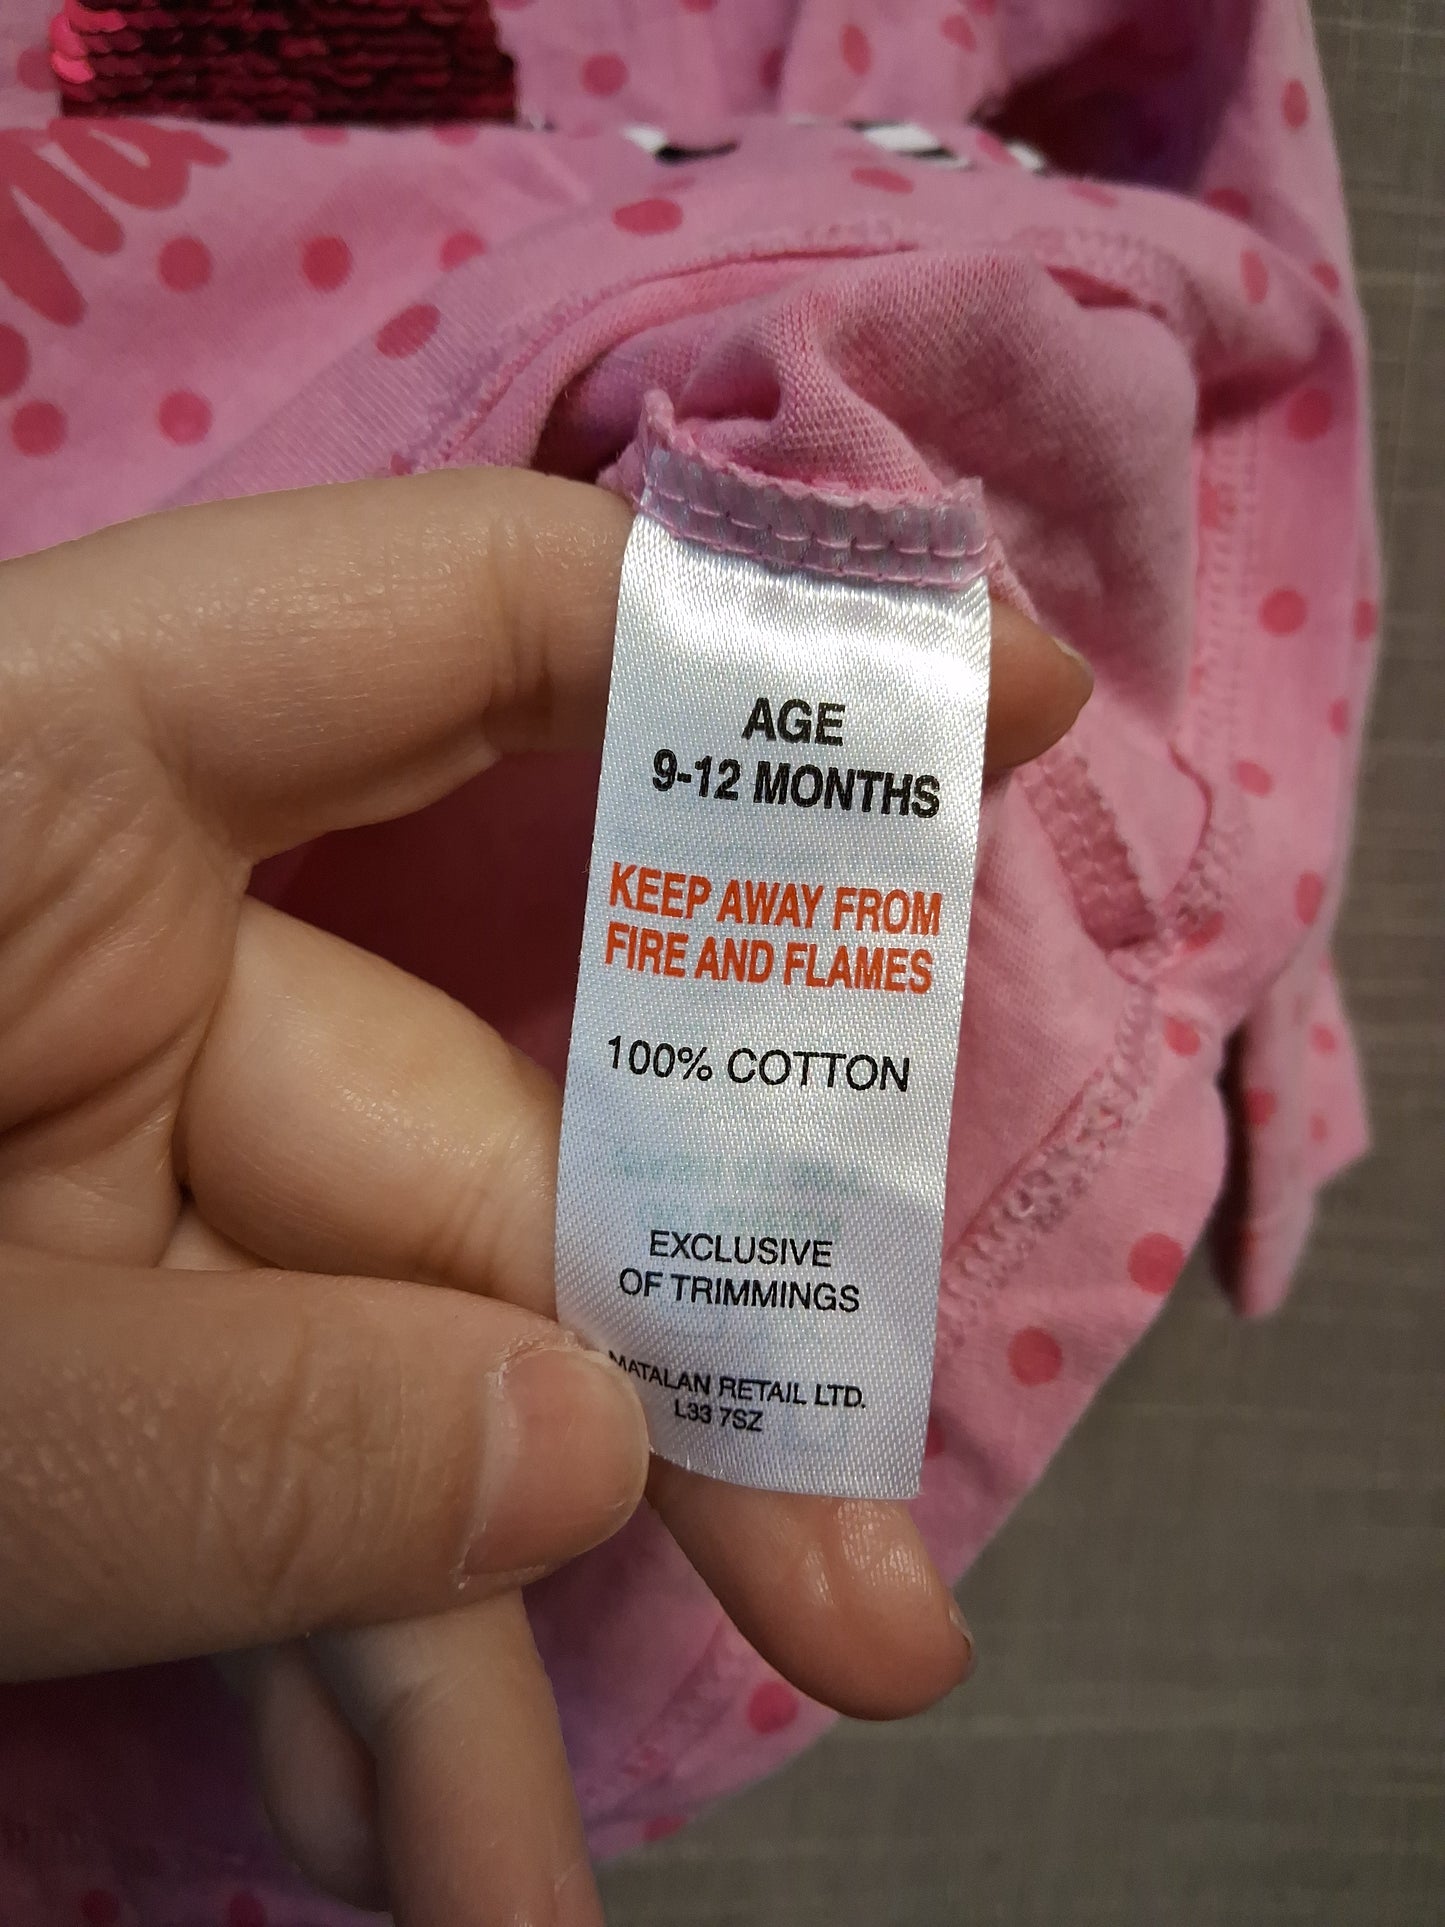 AGE
9-12 MONTHS
KEEP AWAY FROM
FIRE AND FLAMES
100% COTTON
EXCLUSIVE
OF TRIMMINGS
MATALAN RETAIL LTD.
L33 7SZ